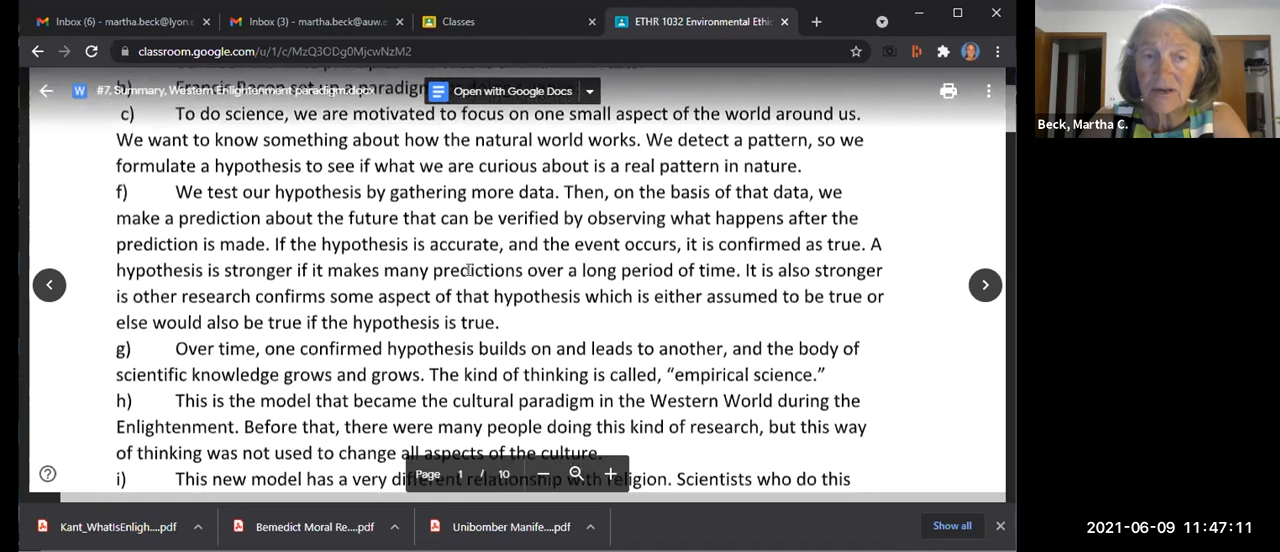 Inbox (6) - martha.beck@lyon.e
Inbox (3) - martha.beck@auw.e
Classes
ETHR 1032 Environmental Ethic
classroom.google.com/u/1/c/MzQ3ODg0MjcwNzM2
#7, Summary, Western Enlightenment paradigm.docx
Open with Google Docs
c) To do science, we are motivated to focus on one small aspect of the world around us.
We want to know something about how the natural world works. We detect a pattern, so we
formulate a hypothesis to see if what we are curious about is a real pattern in nature.
f) We test our hypothesis by gathering more data. Then, on the basis of that data, we
make a prediction about the future that can be verified by observing what happens after the
prediction is made. If the hypothesis is accurate, and the event occurs, it is confirmed as true. A
hypothesis is stronger if it makes many predictions over a long period of time. It is also stronger
is other research confirms some aspect of that hypothesis which is either assumed to be true or
else would also be true if the hypothesis is true.
g) Over time, one confirmed hypothesis builds on and leads to another, and the body of
scientific knowledge grows and grows. The kind of thinking is called, “empirical science.”
h) This is the model that became the cultural paradigm in the Western World during the
Enlightenment. Before that, there were many people doing this kind of research, but this way
of thinking was not used to change all aspects of the culture.
Page 1 / 10
i) This new model has a very different relationship with religion. Scientists who do this
Kant_WhatIsEnligh....pdf
Bemedict Moral Re....pdf
Unibomber Manife....pdf
Show all
Beck, Martha C.
2021-06-09 11:47:11